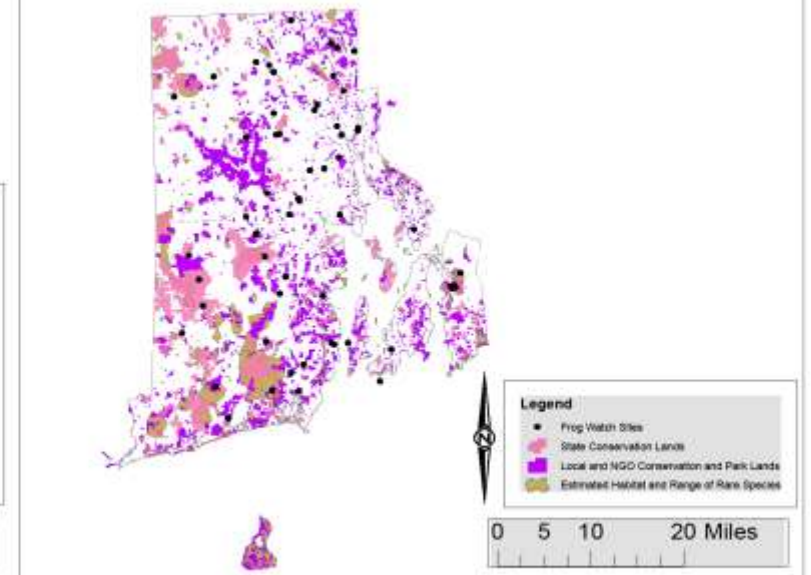 Legend
Frog Watch Sites
State Conservation Lands
Local and NGO Conservation and Park Lands
Estimated Habitat and Range of Rare Species
N
0 5 10 20 Miles